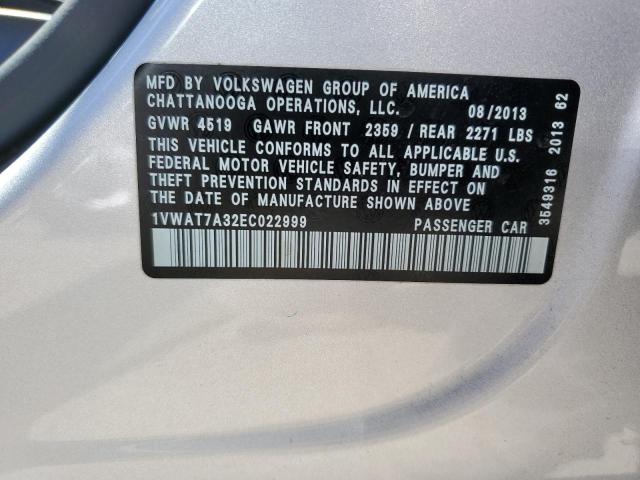 MFD BY VOLKSWAGEN GROUP OF AMERICA
CHATTANOOGA OPERATIONS, LLC. 08/2013
GVWR 4519 GAWR FRONT 2359 / REAR 2271 LBS
THIS VEHICLE CONFORMS TO ALL APPLICABLE U.S.
FEDERAL MOTOR VEHICLE SAFETY, BUMPER AND
THEFT PREVENTION STANDARDS IN EFFECT ON
THE DATE OF MANUFACTURE SHOWN ABOVE
1VWAT7A32EC022999 PASSENGER CAR
3549316 2013 62